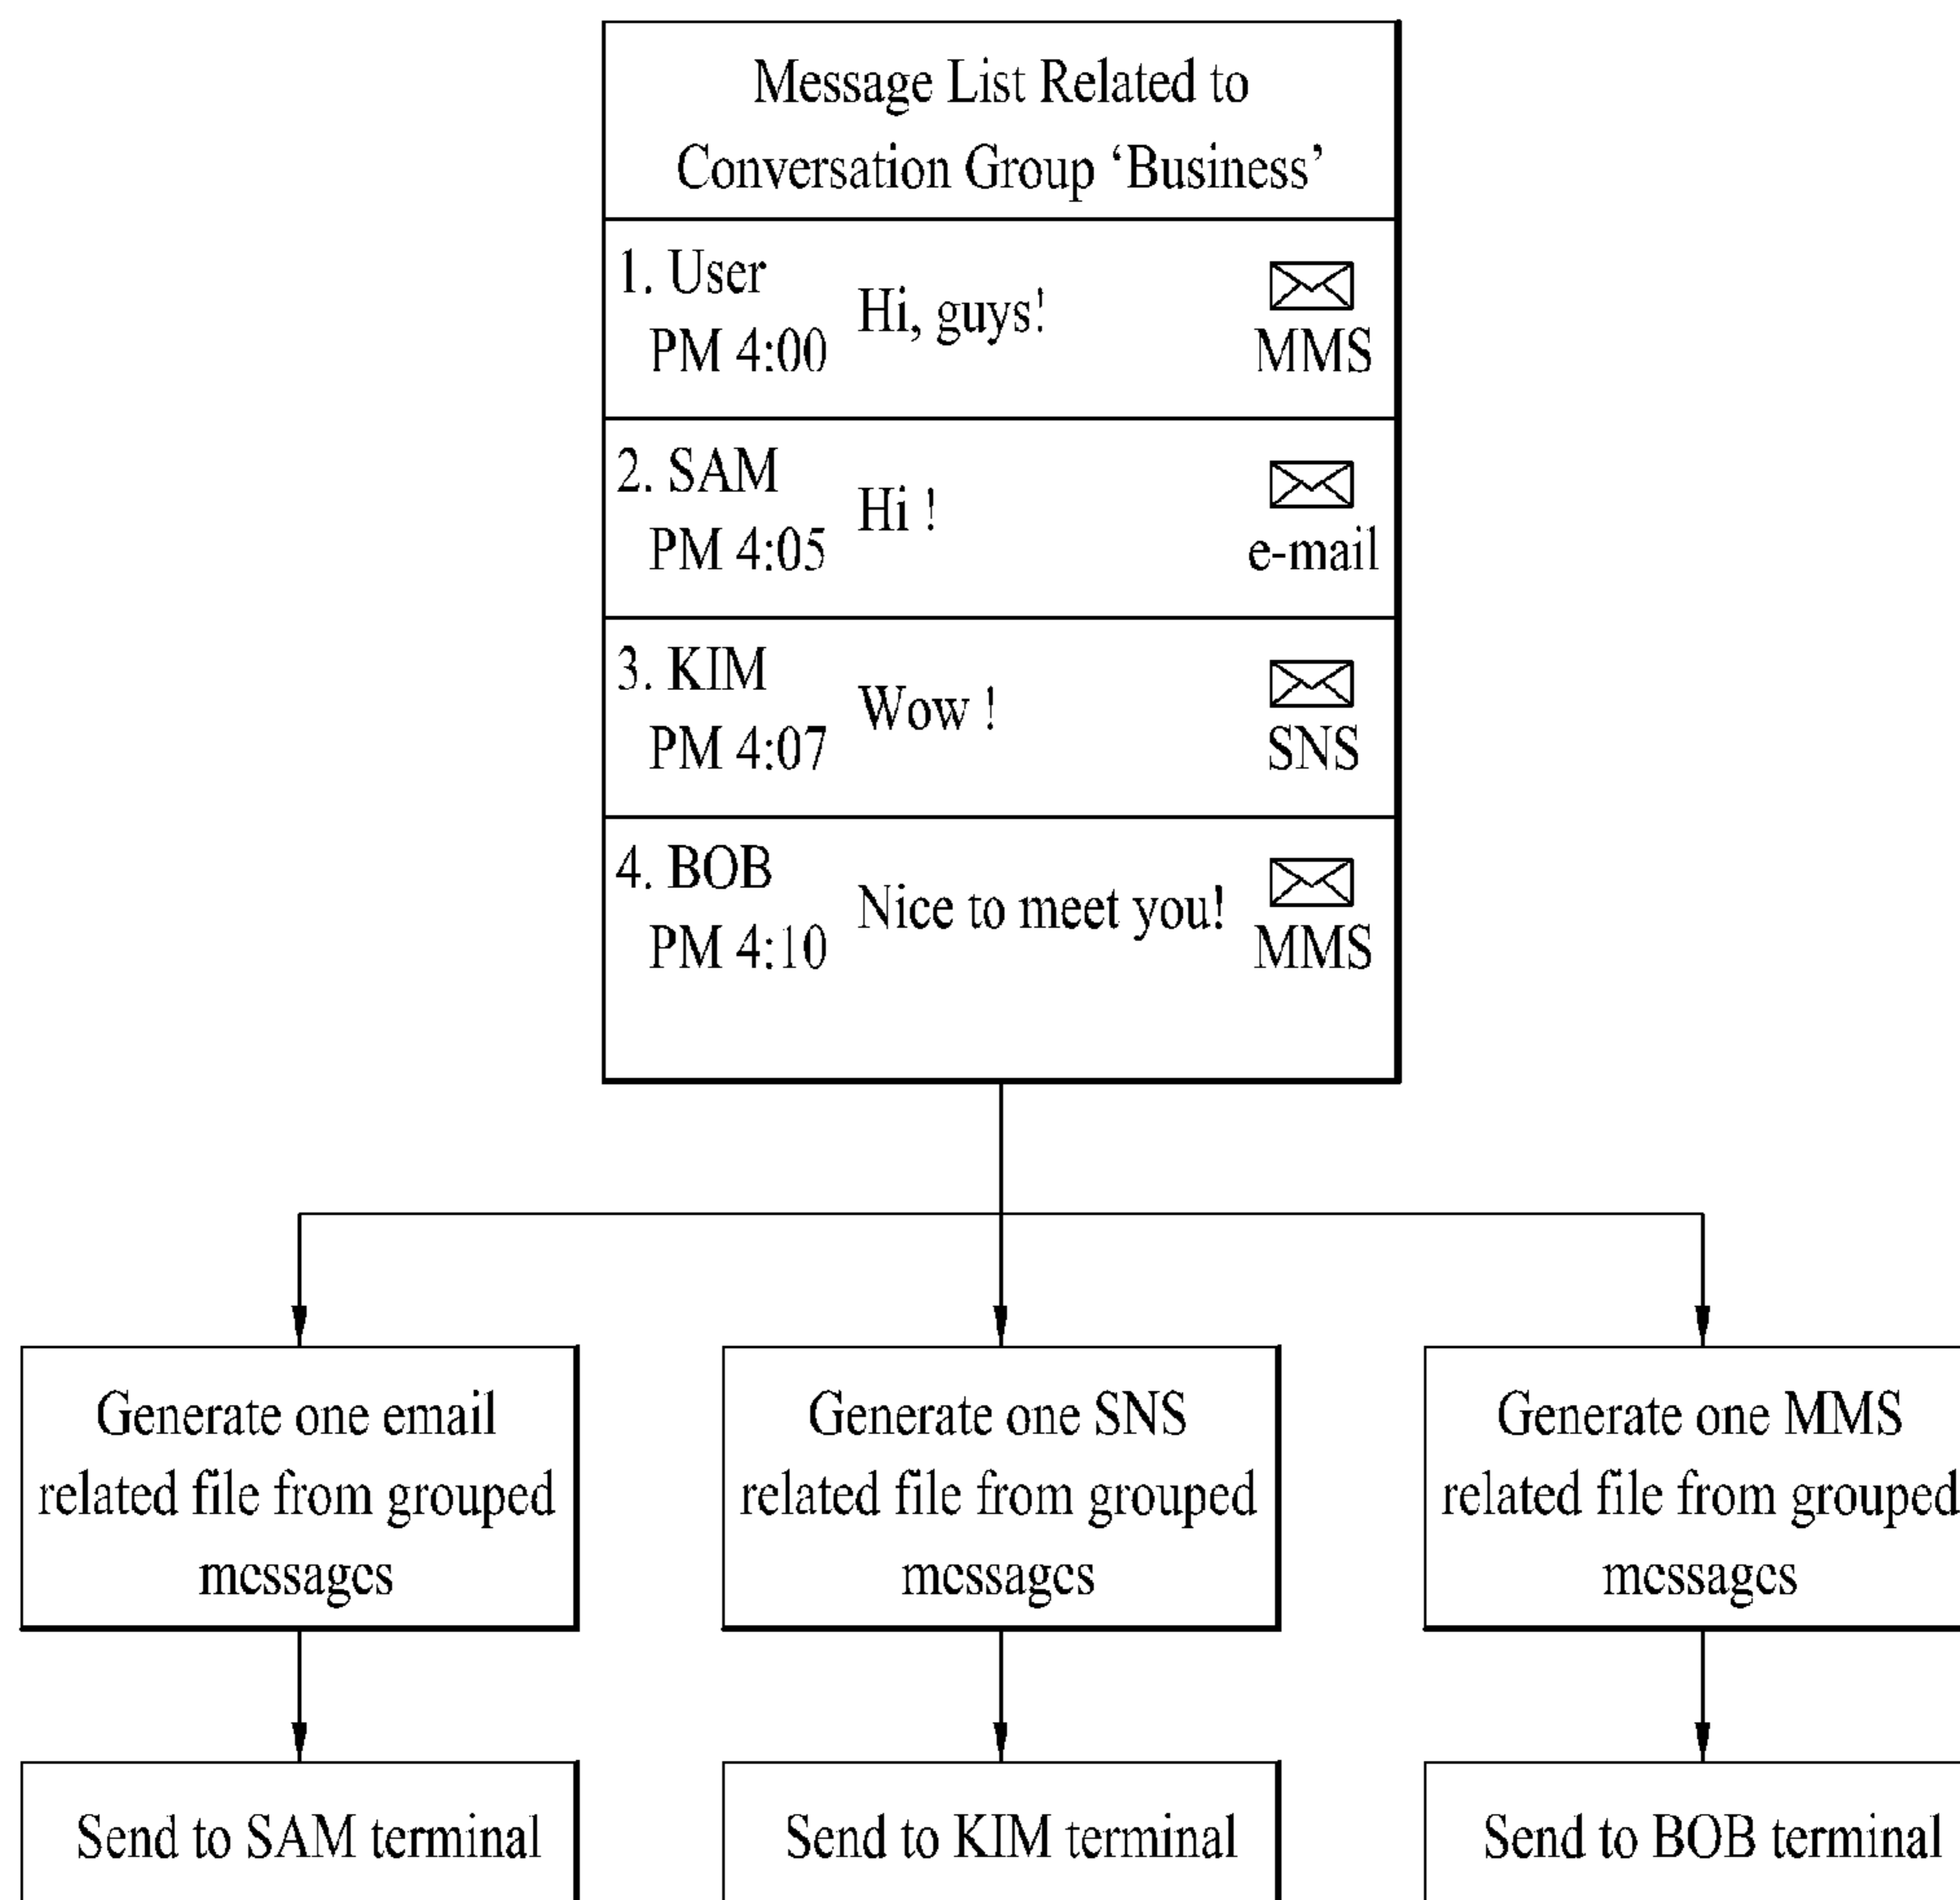 Message List Related to
Conversation Group ‘Business’
1. User
PM 4:00
Hi, guys!
MMS
2. SAM
PM 4:05
Hi !
e-mail
3. KIM
PM 4:07
Wow !
SNS
4. BOB
PM 4:10
Nice to meet you!
MMS
Generate one email
related file from grouped
messages
Generate one SNS
related file from grouped
messages
Generate one MMS
related file from grouped
messages
Send to SAM terminal
Send to KIM terminal
Send to BOB terminal